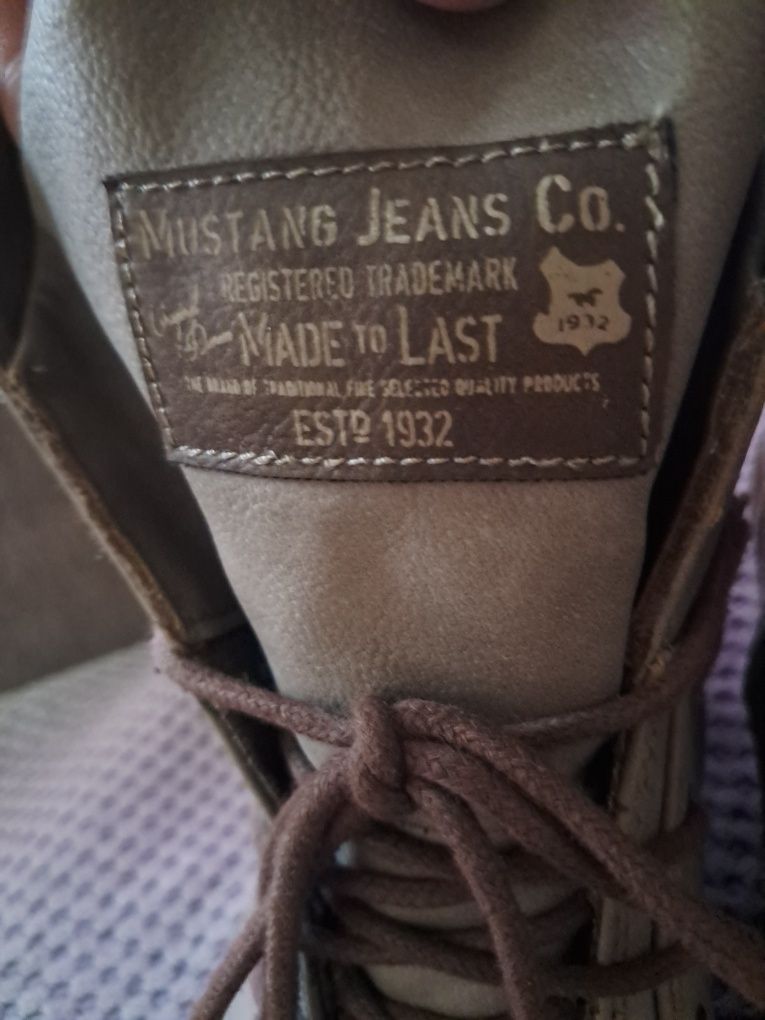 MUSTANG JEANS CO.
REGISTERED TRADEMARK
MADE TO LAST
1932
THE BRAND OF TRADITIONAL FINE SELECTED QUALITY PRODUCTS
ESTD 1932